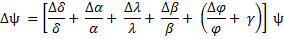 Δψ = [Δδ/δ + Δα/α + Δλ/λ + Δβ/β + (Δφ/φ + γ)] ψ